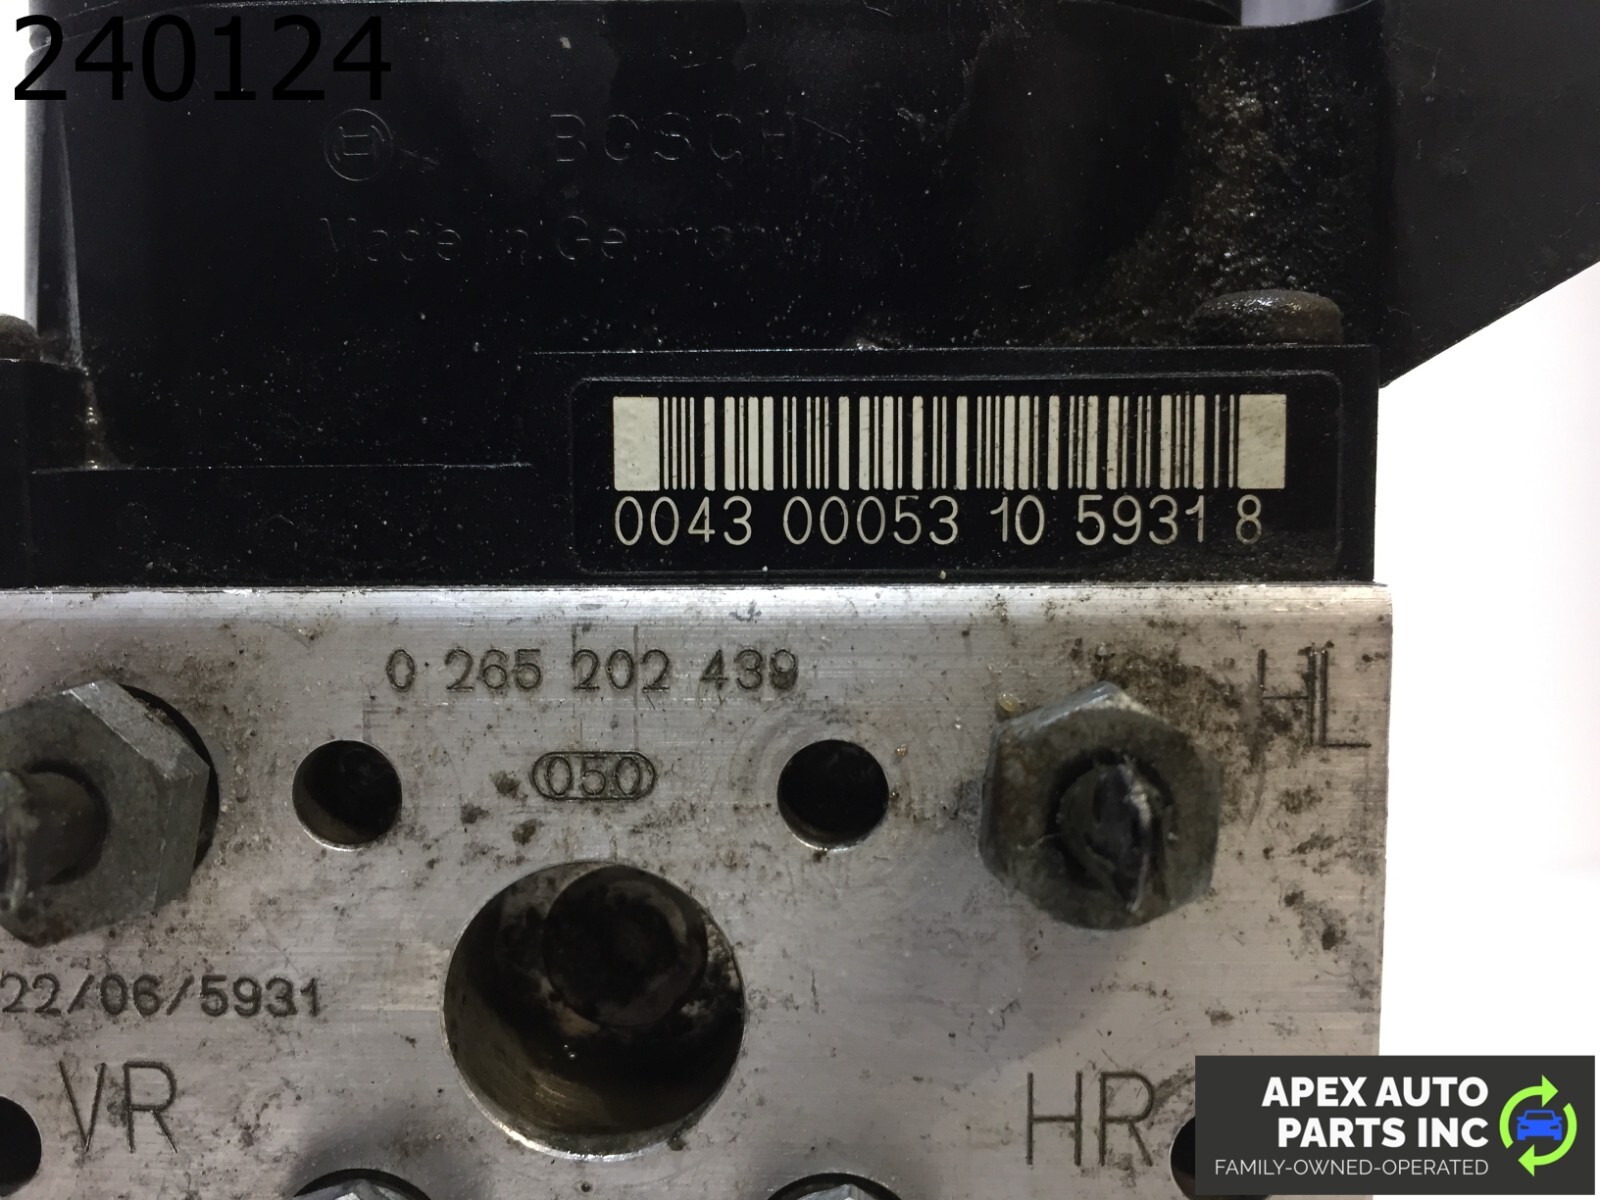 240124
BOSCH
Made in Germany
0043 00053 10 5931 8
0 265 202 439
HL
050
22/06/5931
VR
HR
APEX AUTO
PARTS INC
FAMILY-OWNED-OPERATED